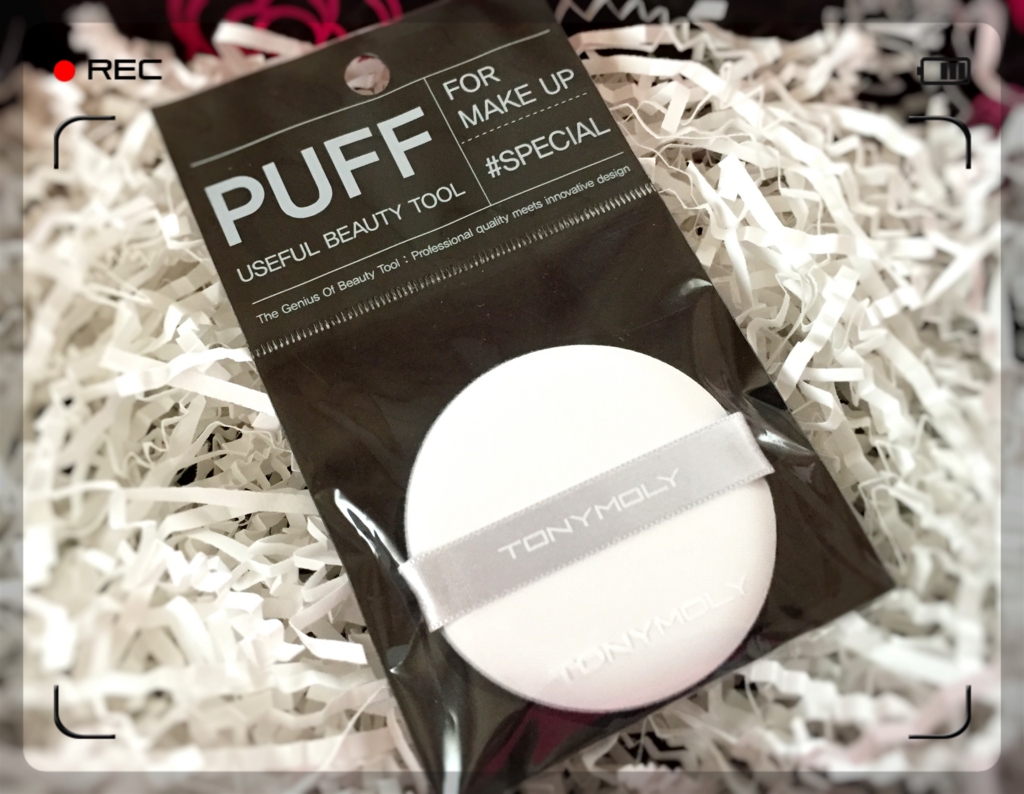 REC
PUFF
USEFUL BEAUTY TOOL
FOR
MAKE UP
#SPECIAL
The Genius Of Beauty Tool : Professional quality meets innovative design
TONYMOLY
TONYMOLY